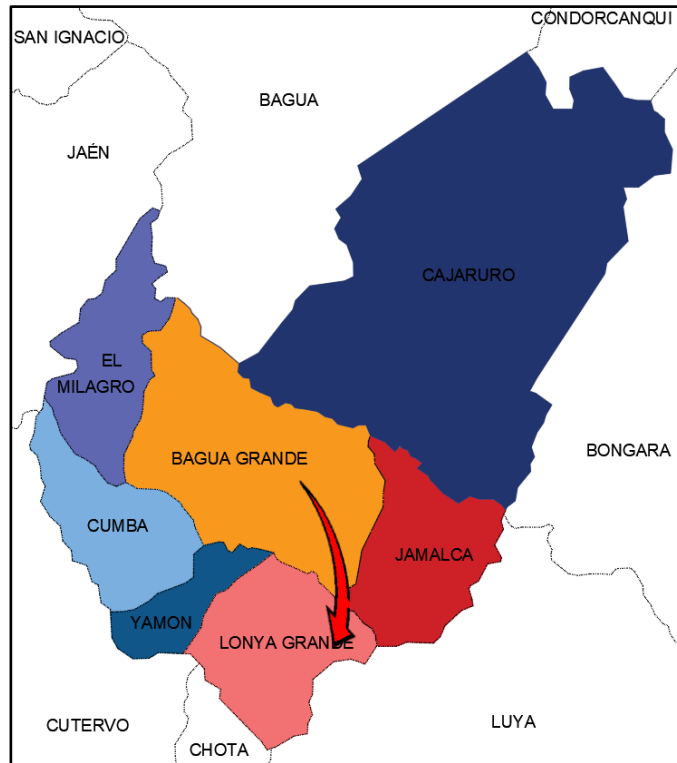 CONDORCANQUI
SAN IGNACIO
BAGUA
JAÉN
CAJARURO
EL
MILAGRO
BONGARA
BAGUA GRANDE
CUMBA
JAMALCA
YAMON
LONYA GRANDE
LUYA
CUTERVO
CHOTA